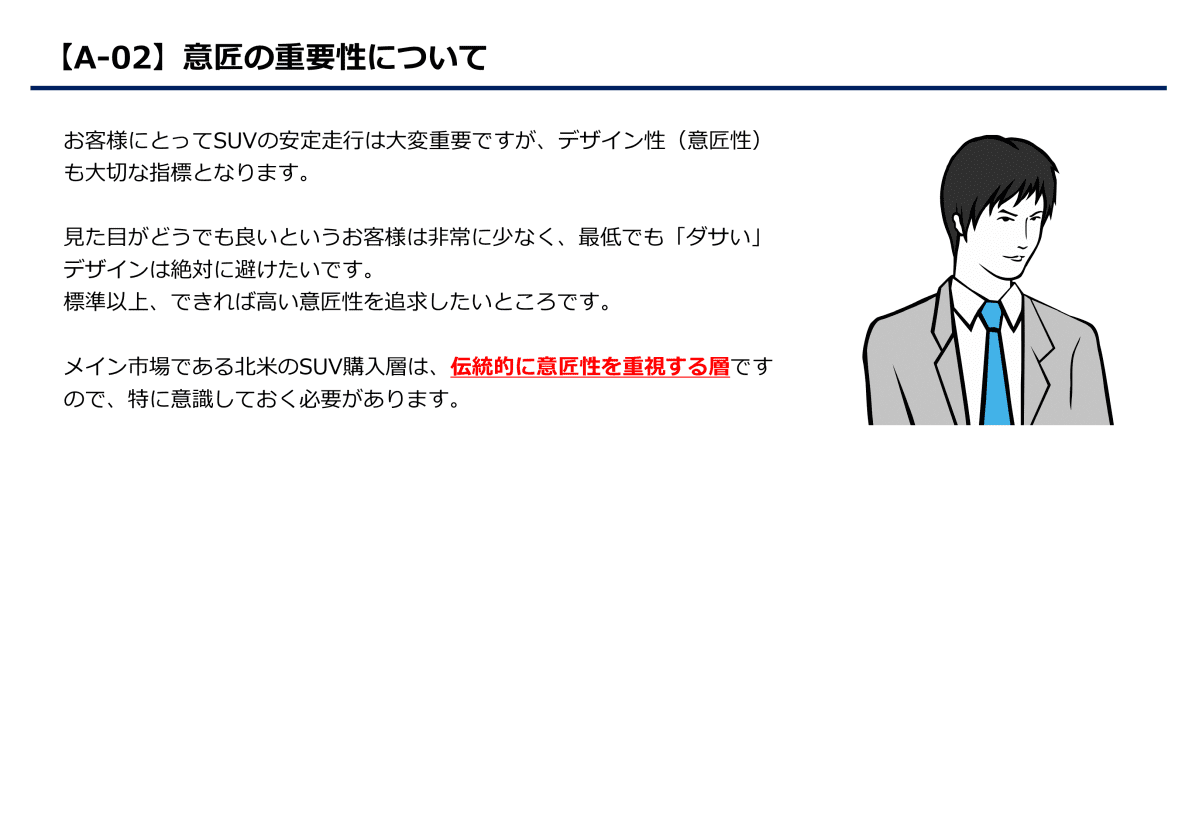 【A-02】意匠の重要性について
お客様にとってSUVの安定走行は大変重要ですが、デザイン性（意匠性）
も大切な指標となります。
見た目がどうでも良いというお客様は非常に少なく、最低でも「ダサい」
デザインは絶対に避けたいです。
標準以上、できれば高い意匠性を追求したいところです。
メイン市場である北米のSUV購入層は、伝統的に意匠性を重視する層です
ので、特に意識しておく必要があります。